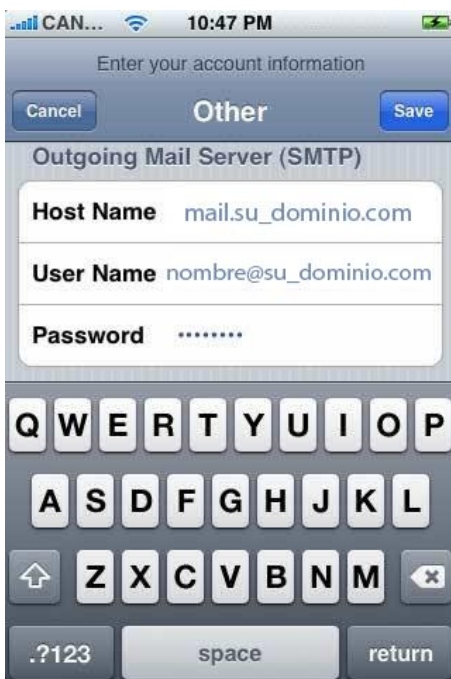 CAN... 10:47 PM
Enter your account information
Cancel Other Save
Outgoing Mail Server (SMTP)
Host Name mail.su_dominio.com
User Name nombre@su_dominio.com
Password ••••••••
Q W E R T Y U I O P
A S D F G H J K L
Z X C V B N M
.?123 space return